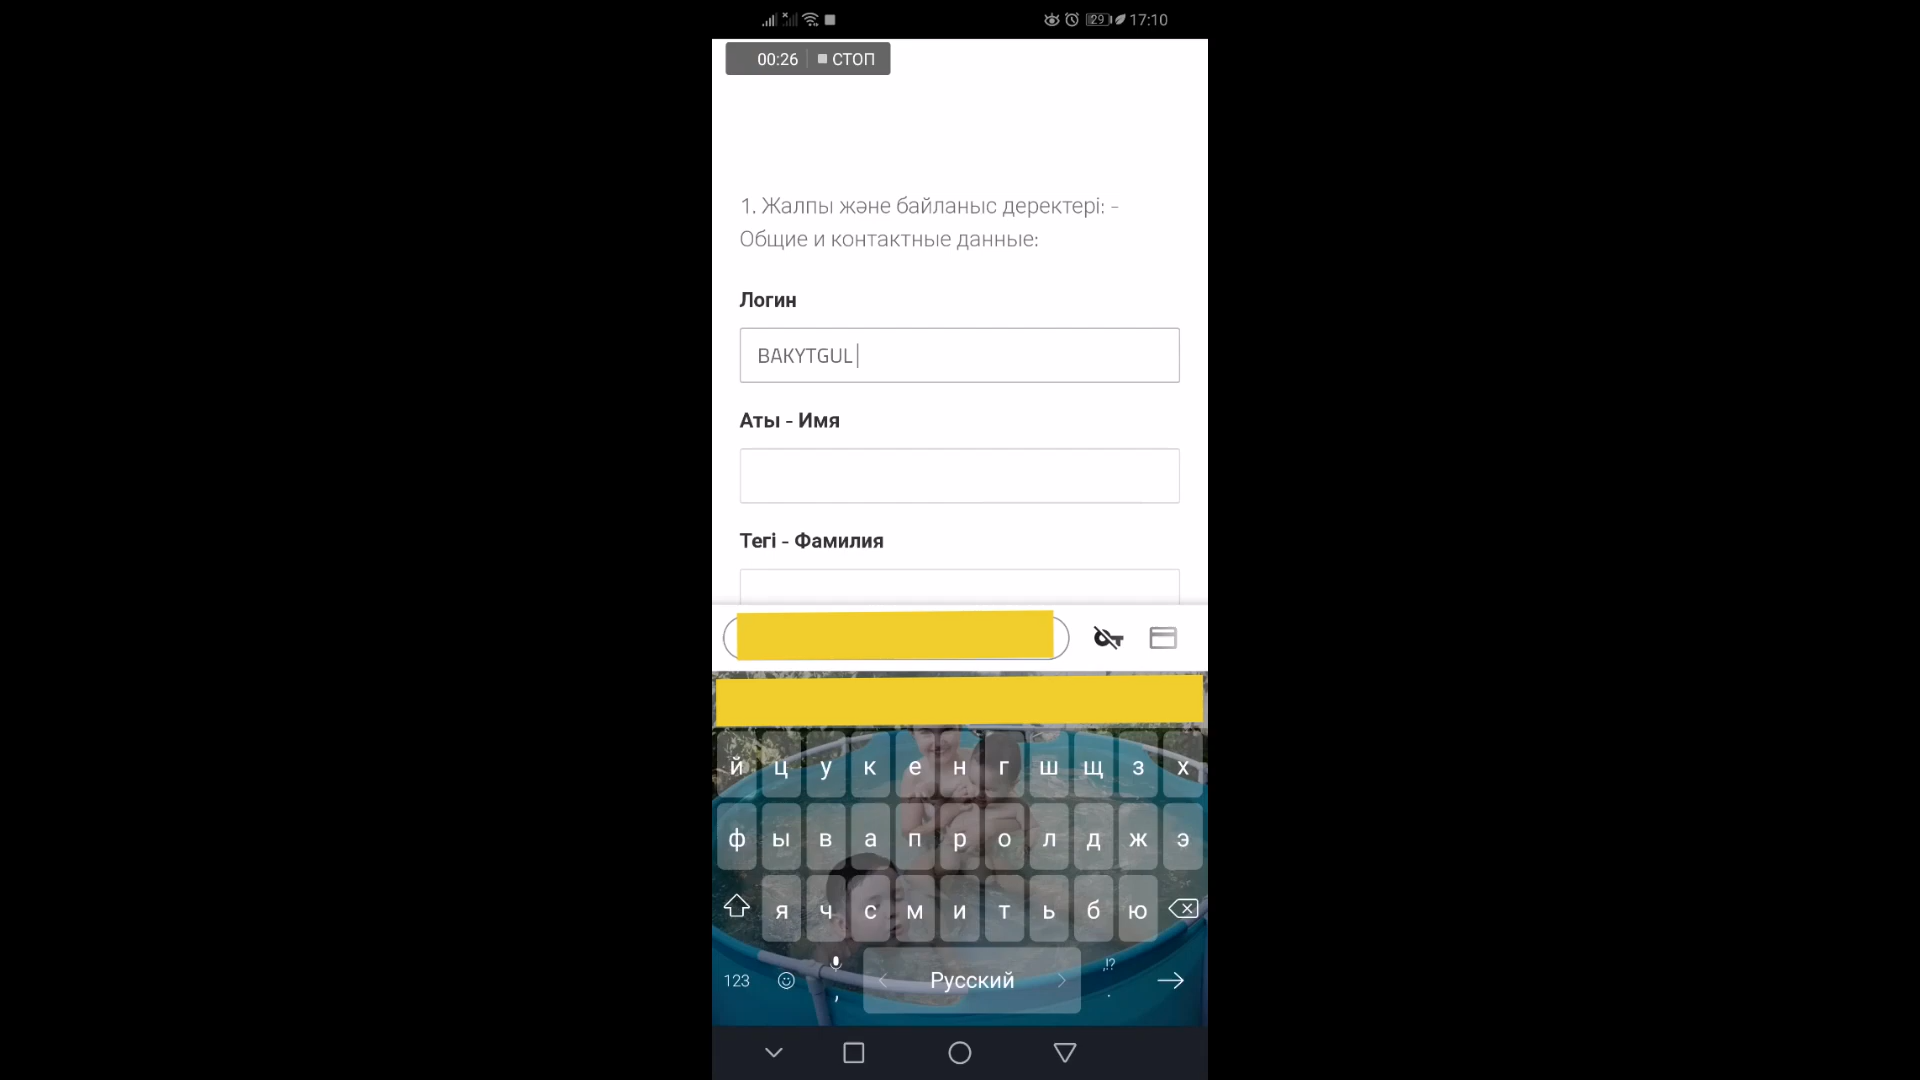 29 17:10
00:26 СТОП
1. Жалпы және байланыс деректері: -
Общие и контактные данные:
Логин
BAKYTGUL
Аты - Имя
Тегі - Фамилия
й ц у к е н г ш щ з х
ф ы в а п р о л д ж э
я ч с м и т ь б ю
123 , Русский ,!? .